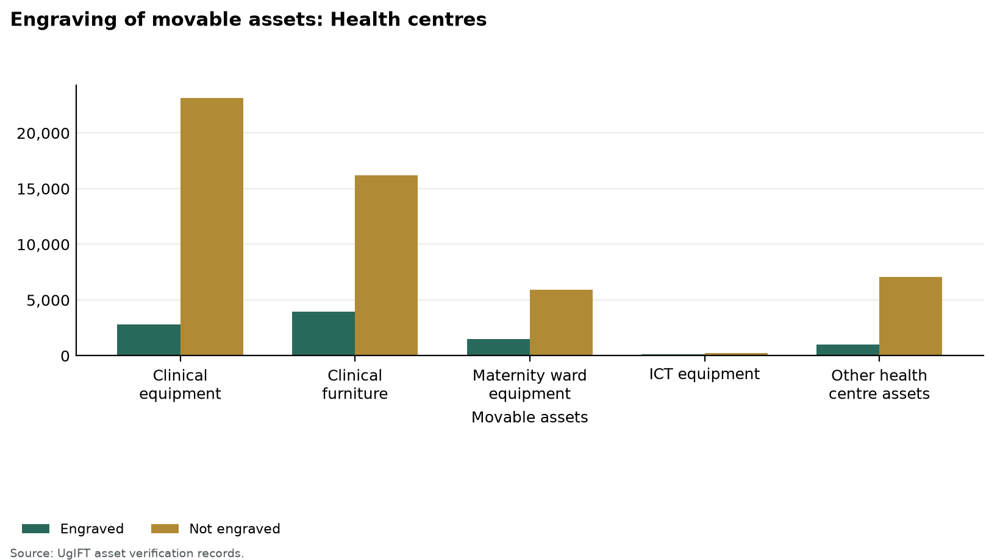 Engraving of movable assets: Health centres
20,000
15,000
10,000
5,000
0
Clinical
equipment
Clinical
furniture
Maternity ward
equipment
ICT equipment
Other health
centre assets
Movable assets
Engraved
Not engraved
Source: UgIFT asset verification records.